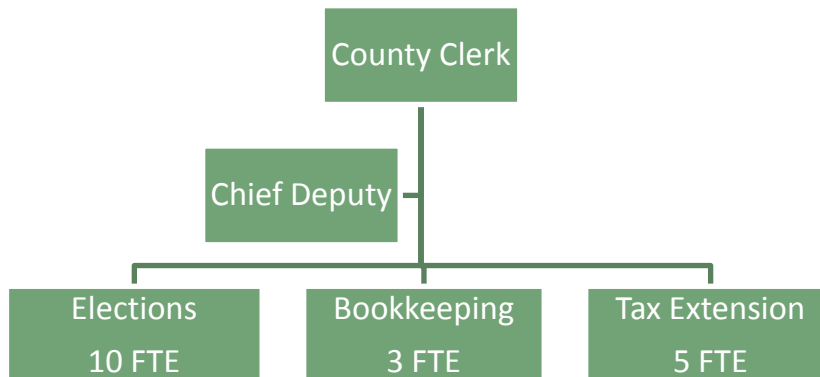 County Clerk
Chief Deputy
Elections
10 FTE
Bookkeeping
3 FTE
Tax Extension
5 FTE